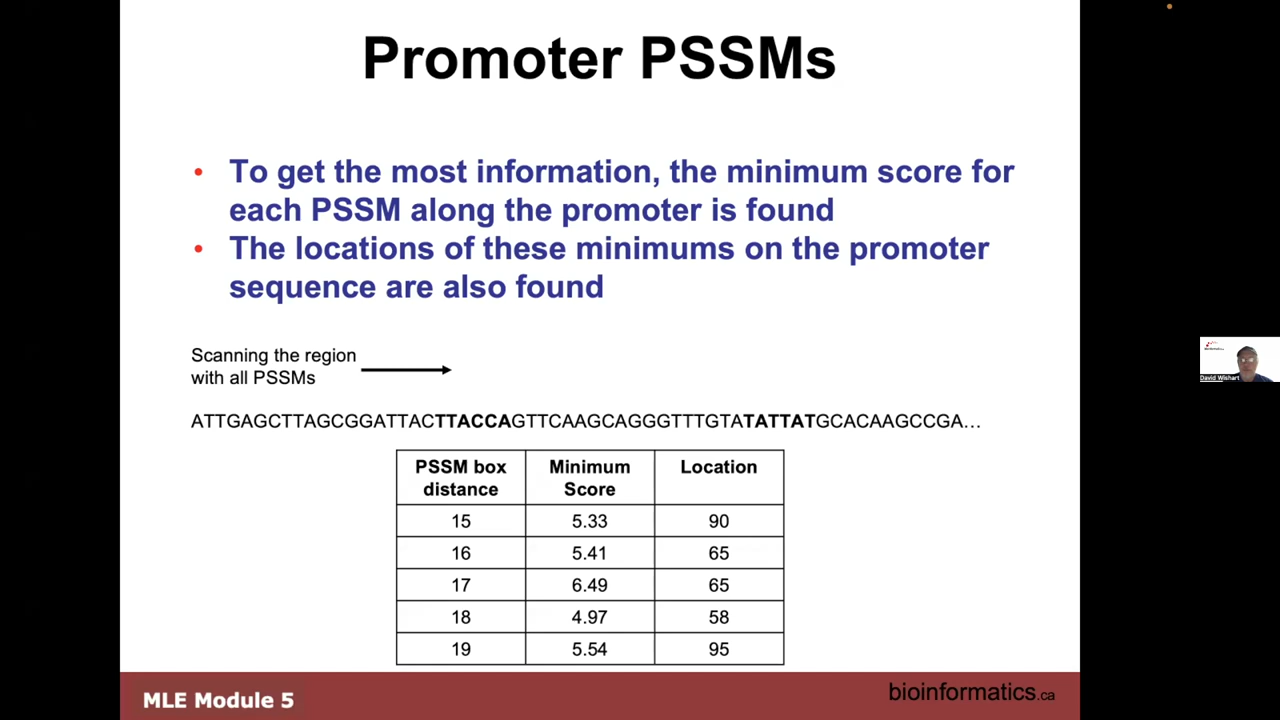 Promoter PSSMs
• To get the most information, the minimum score for
each PSSM along the promoter is found
• The locations of these minimums on the promoter
sequence are also found
Scanning the region
with all PSSMs
ATTGAGCTTAGCGGATTACTTACCAGTTCAAGCAGGGTTTGTATATTATGCACAAGCCGA…
PSSM box distance Minimum Score Location
15 5.33 90
16 5.41 65
17 6.49 65
18 4.97 58
19 5.54 95
MLE Module 5
bioinformatics.ca
David Wishart